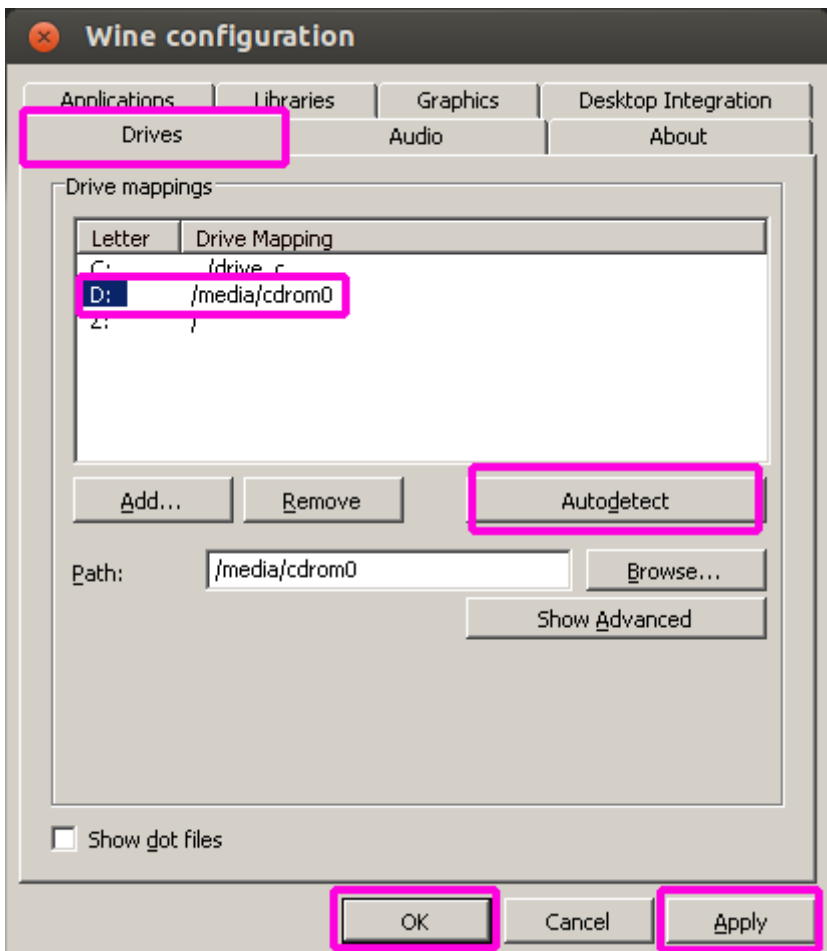 Wine configuration
Applications Libraries Graphics Desktop Integration
Drives Audio About
Drive mappings
Letter Drive Mapping
C: ../drive_c
D: /media/cdrom0
Z: /
Add... Remove Autodetect
Path: /media/cdrom0 Browse...
Show Advanced
Show dot files
OK Cancel Apply